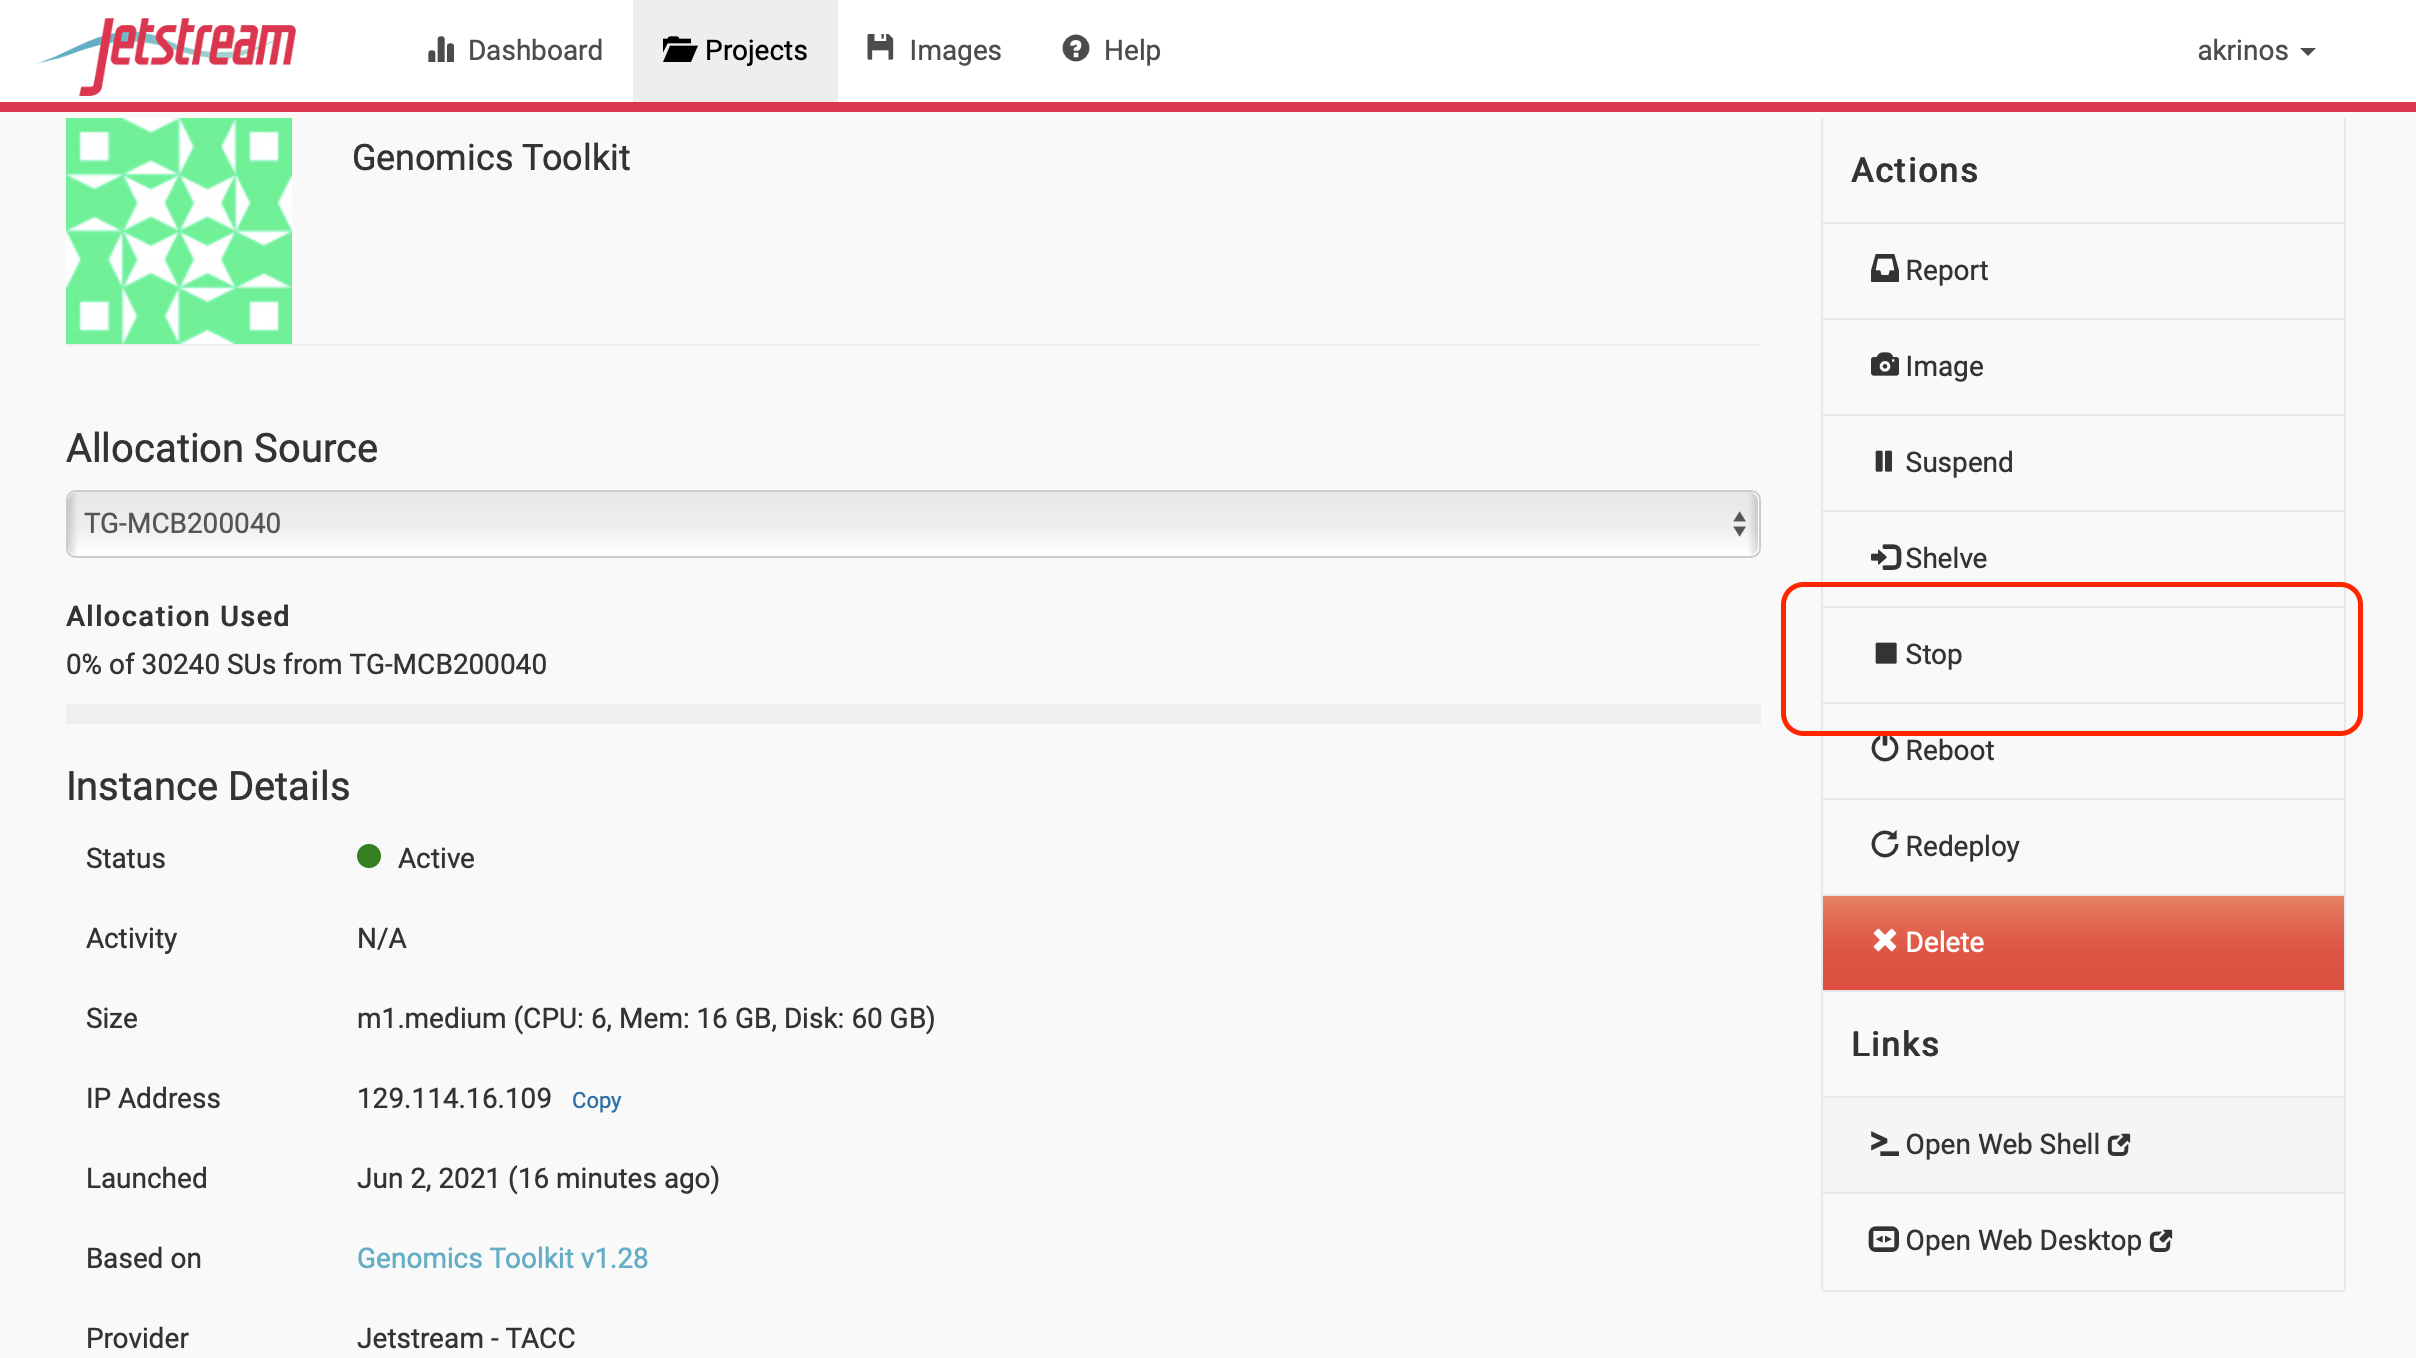 Jetstream
Dashboard
Projects
Images
Help
akrinos
Genomics Toolkit
Allocation Source
TG-MCB200040
Allocation Used
0% of 30240 SUs from TG-MCB200040
Instance Details
Status
Active
Activity
N/A
Size
m1.medium (CPU: 6, Mem: 16 GB, Disk: 60 GB)
IP Address
129.114.16.109 Copy
Launched
Jun 2, 2021 (16 minutes ago)
Based on
Genomics Toolkit v1.28
Provider
Jetstream - TACC
Actions
Report
Image
Suspend
Shelve
Stop
Reboot
Redeploy
Delete
Links
Open Web Shell
Open Web Desktop